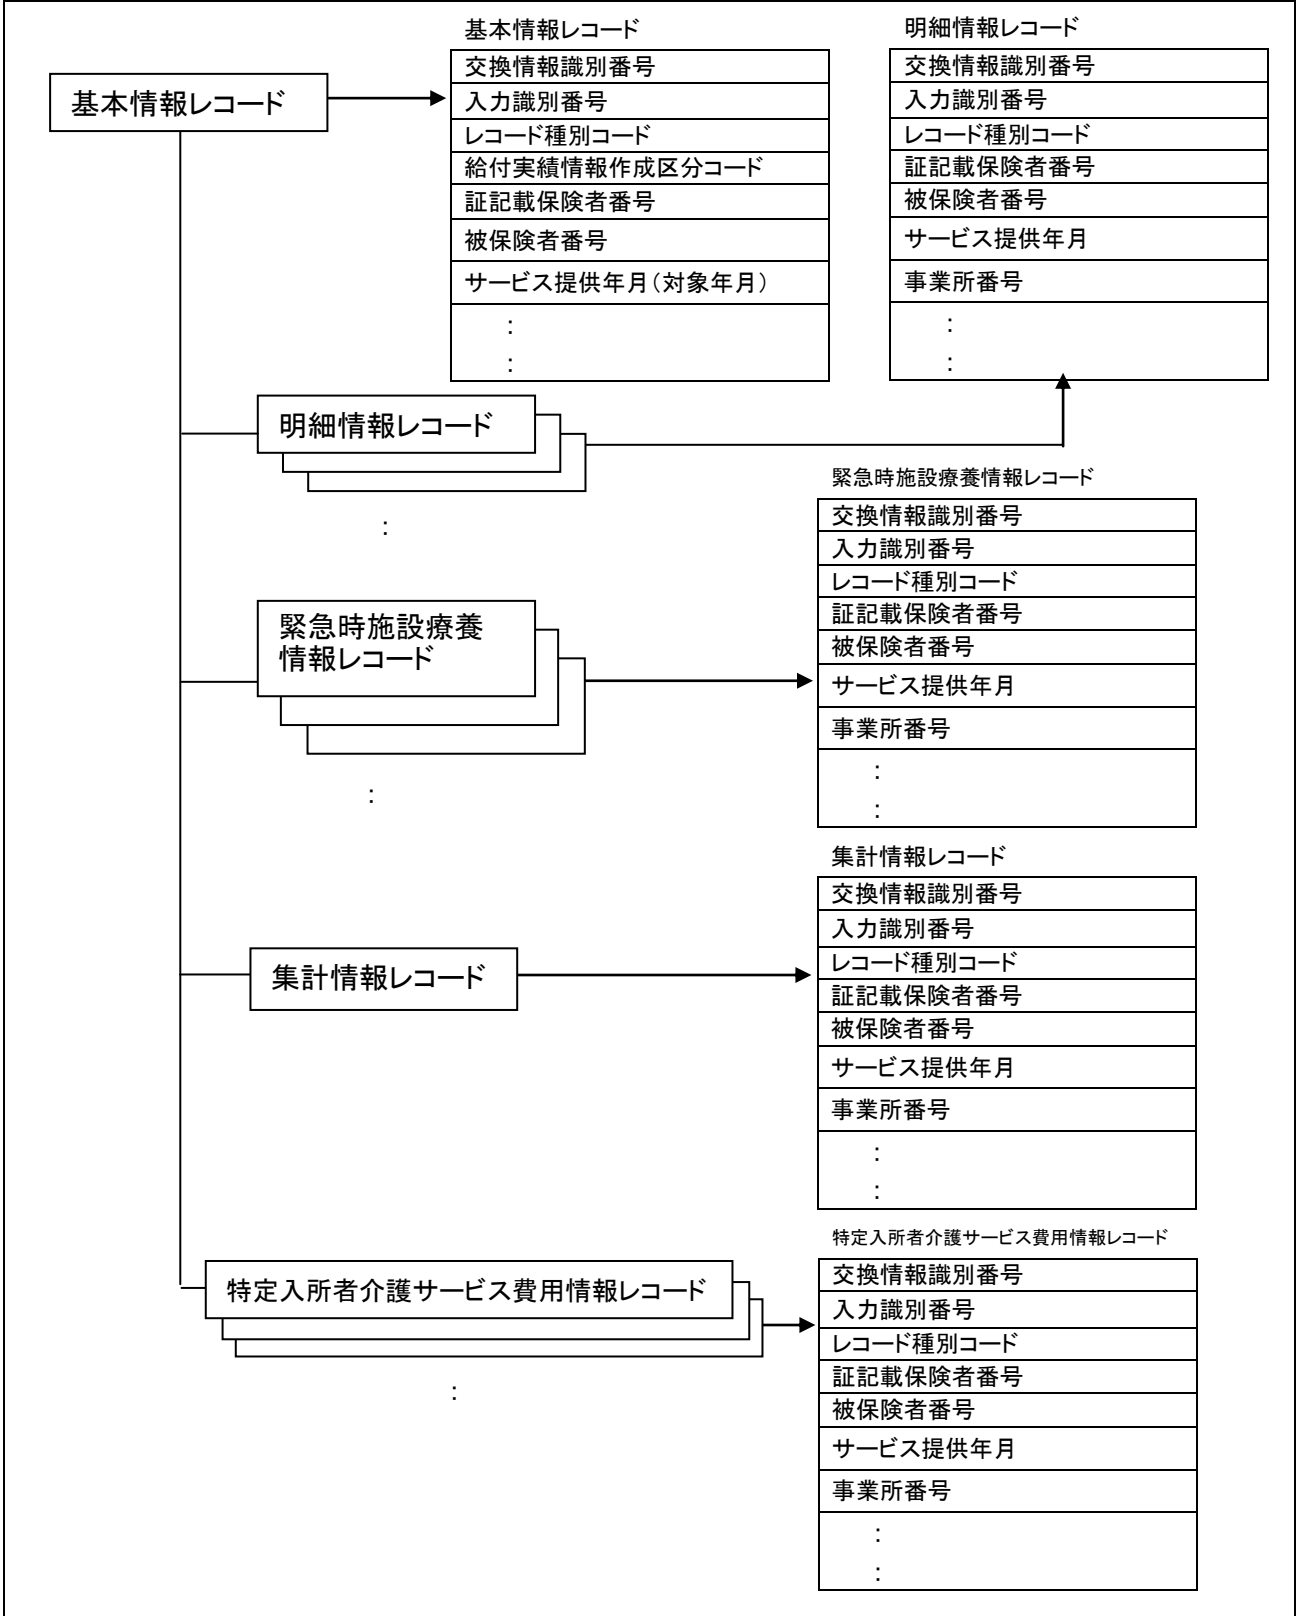 基本情報レコード
基本情報レコード
交換情報識別番号
入力識別番号
レコード種別コード
給付実績情報作成区分コード
証記載保険者番号
被保険者番号
サービス提供年月(対象年月)
:
:
明細情報レコード
交換情報識別番号
入力識別番号
レコード種別コード
証記載保険者番号
被保険者番号
サービス提供年月
事業所番号
:
:
明細情報レコード
:
緊急時施設療養情報レコード
交換情報識別番号
入力識別番号
レコード種別コード
証記載保険者番号
被保険者番号
サービス提供年月
事業所番号
:
:
緊急時施設療養
情報レコード
:
集計情報レコード
集計情報レコード
交換情報識別番号
入力識別番号
レコード種別コード
証記載保険者番号
被保険者番号
サービス提供年月
事業所番号
:
:
特定入所者介護サービス費用情報レコード
:
特定入所者介護サービス費用情報レコード
交換情報識別番号
入力識別番号
レコード種別コード
証記載保険者番号
被保険者番号
サービス提供年月
事業所番号
:
: